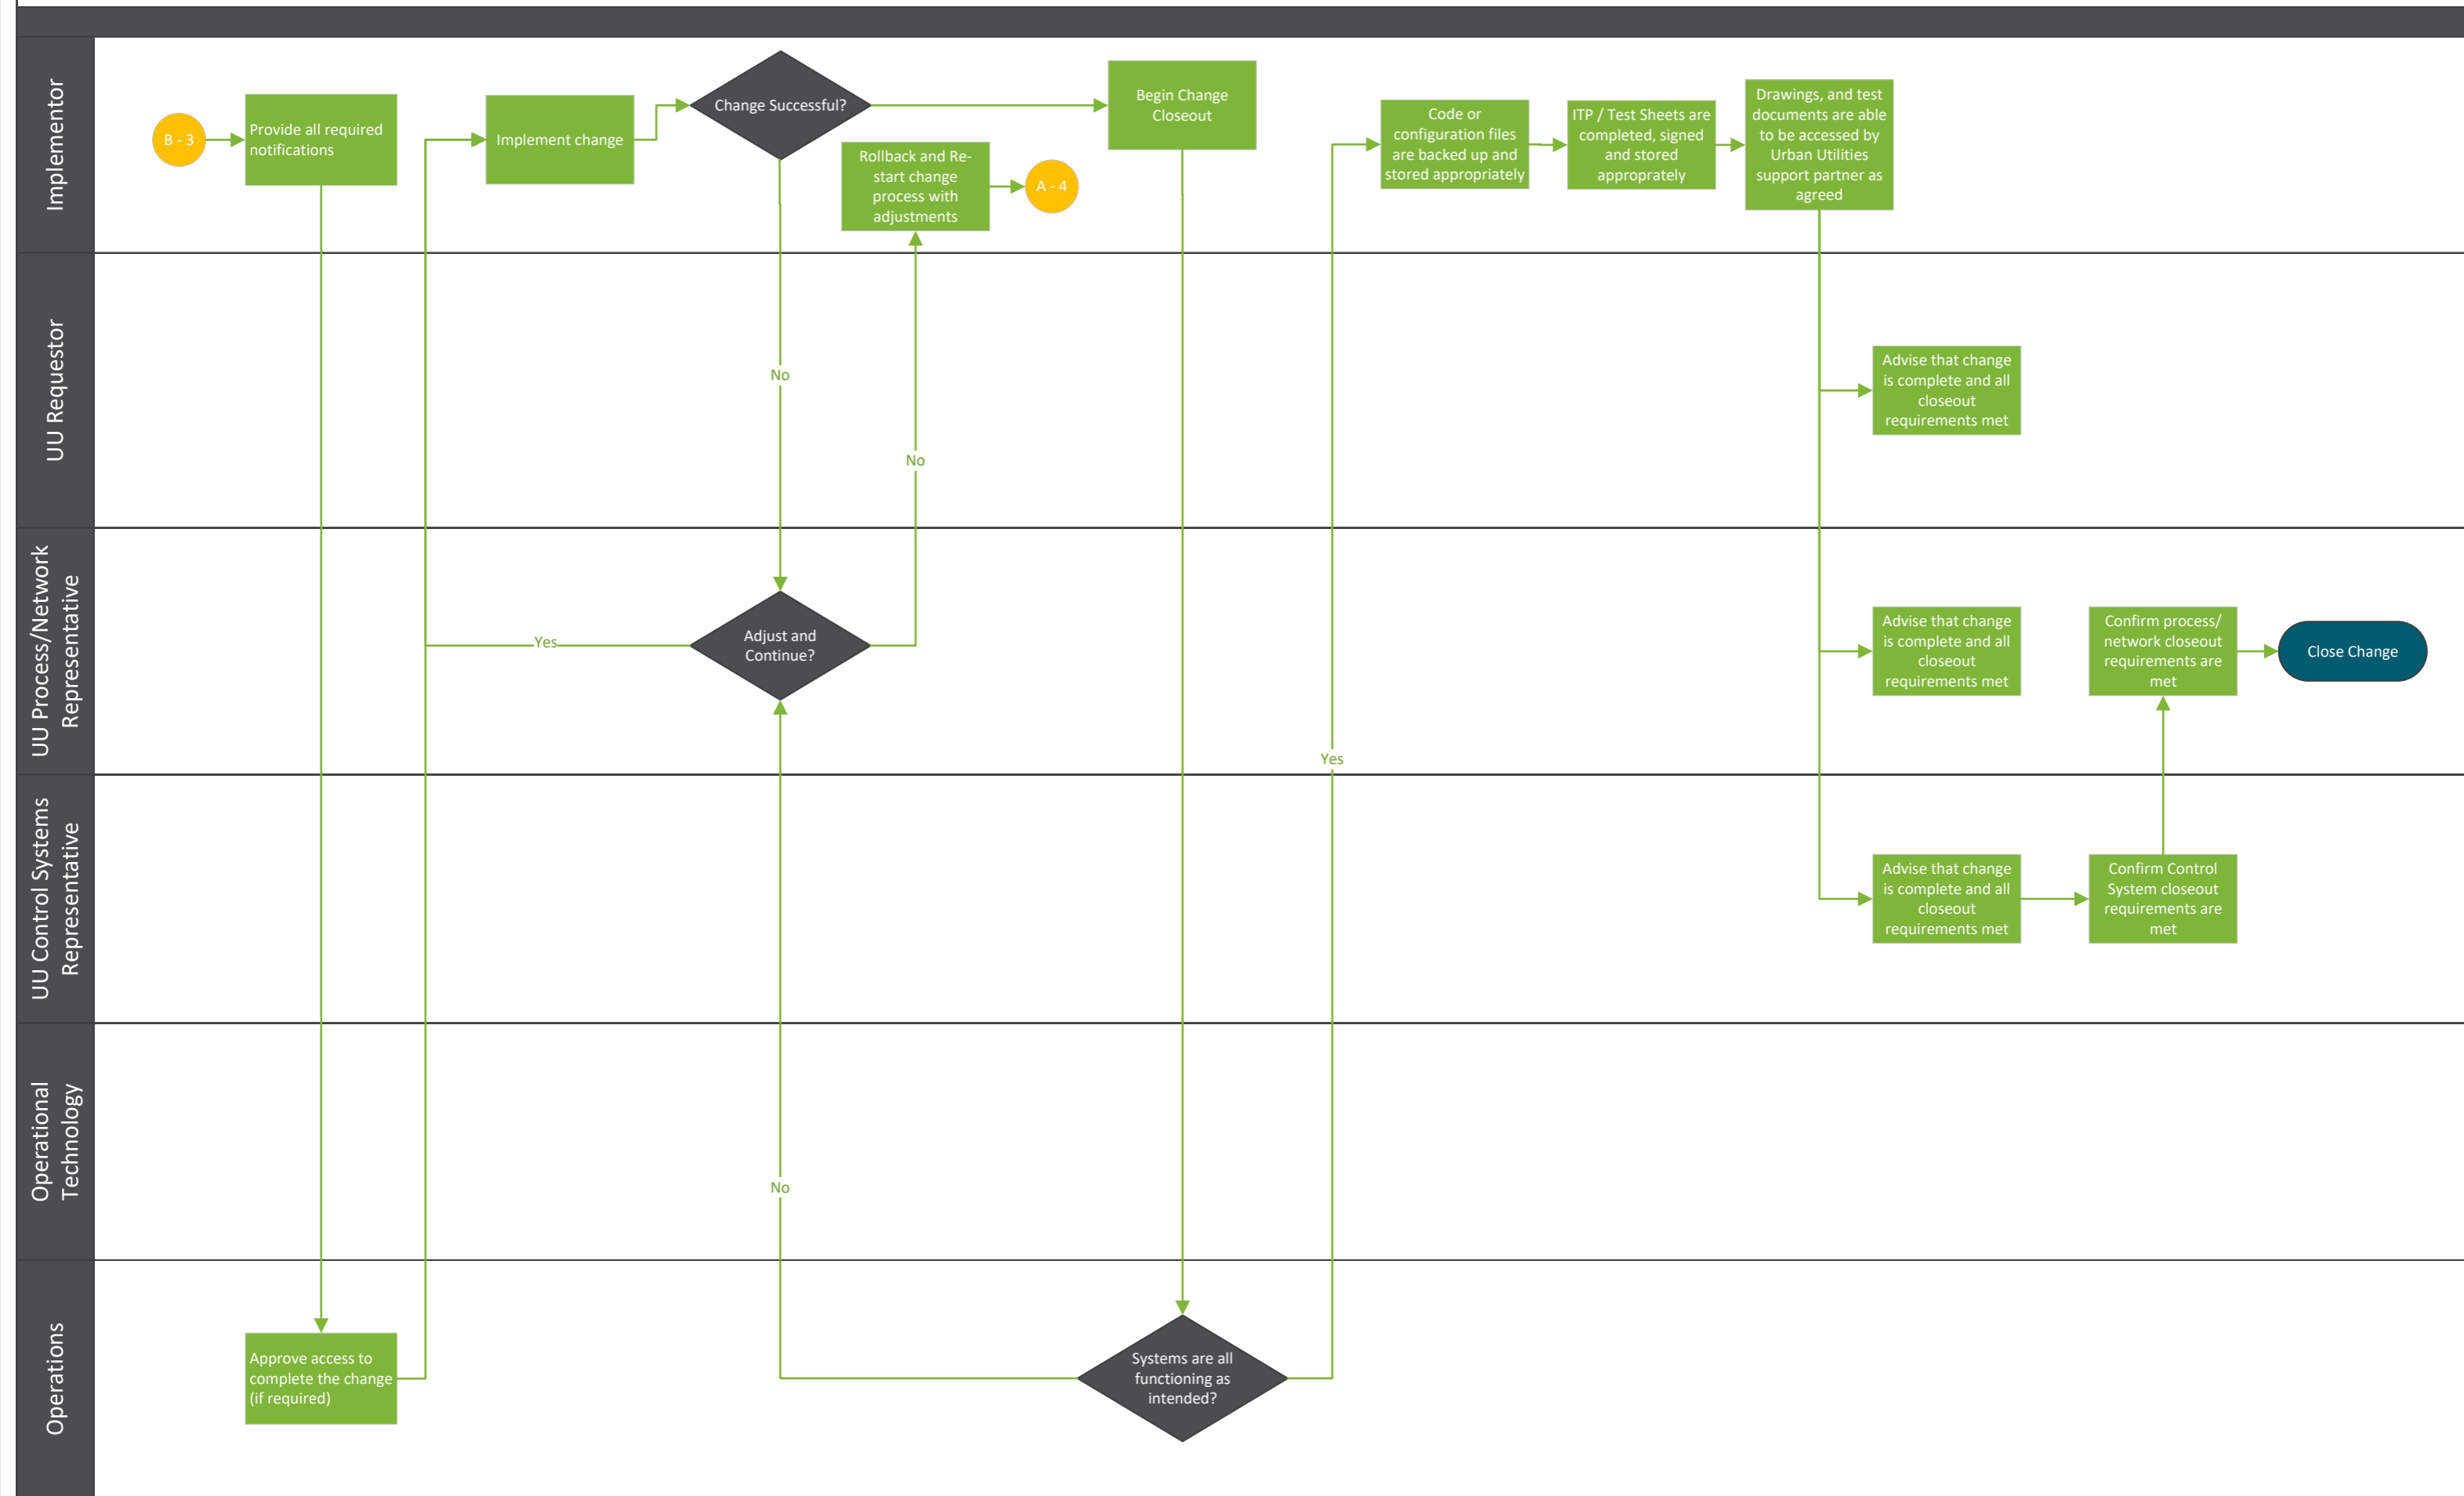 Implementor
B - 3
Provide all required
notifications
Implement change
Change Successful?
Rollback and Re-
start change
process with
adjustments
A - 4
Begin Change
Closeout
Code or
configuration files
are backed up and
stored appropriately
ITP / Test Sheets are
completed, signed
and stored
approprately
Drawings, and test
documents are able
to be accessed by
Urban Utilities
support partner as
agreed
UU Requestor
No
No
Advise that change
is complete and all
closeout
requirements met
UU Process/Network
Representative
Yes
Adjust and
Continue?
Yes
Advise that change
is complete and all
closeout
requirements met
Confirm process/
network closeout
requirements are
met
Close Change
UU Control Systems
Representative
Advise that change
is complete and all
closeout
requirements met
Confirm Control
System closeout
requirements are
met
Operational
Technology
No
Operations
Approve access to
complete the change
(if required)
Systems are all
functioning as
intended?